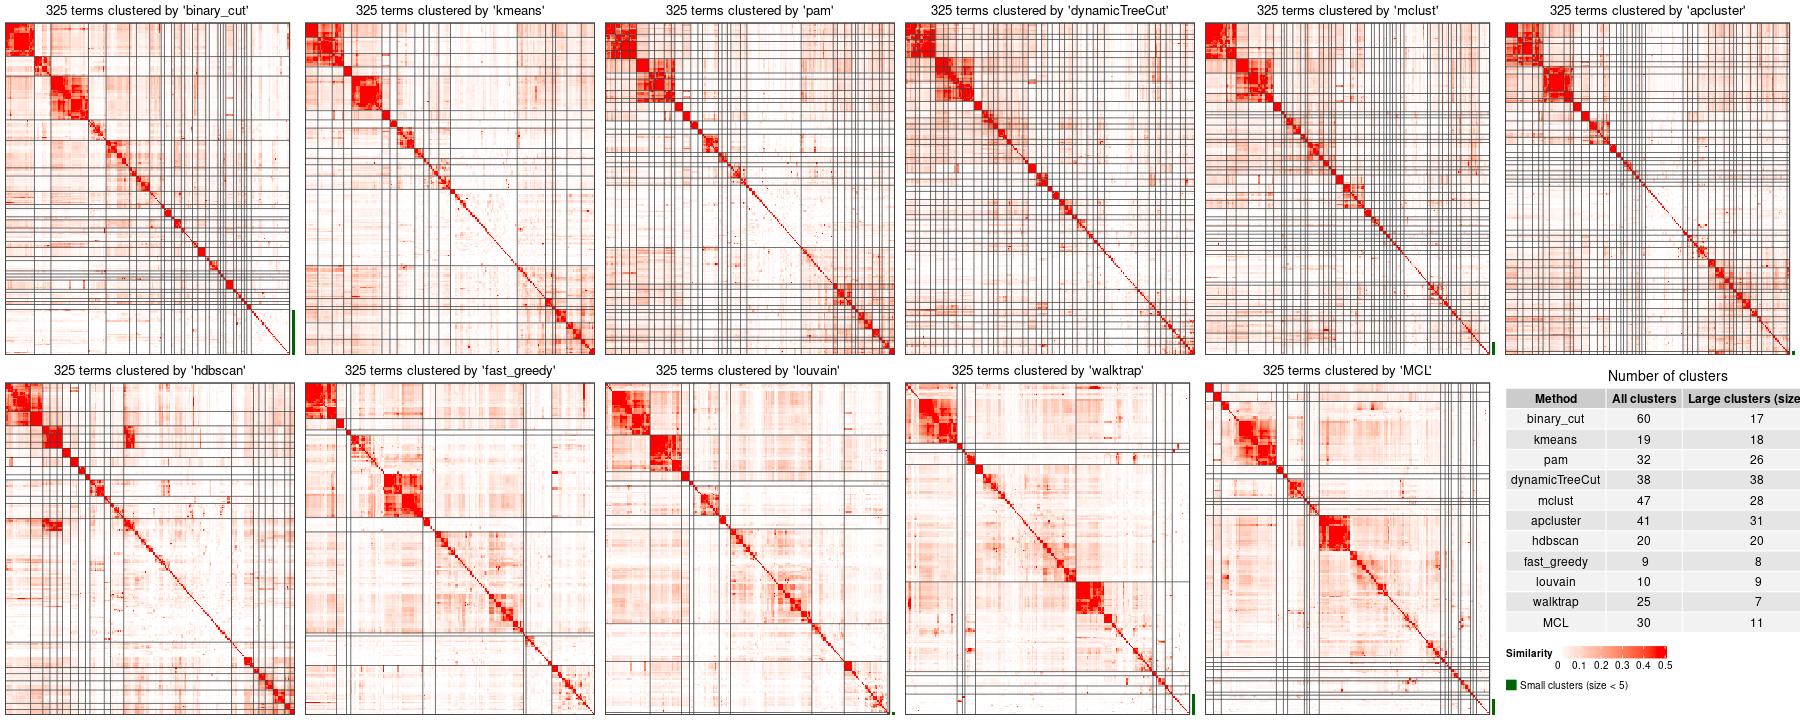 325 terms clustered by 'binary_cut'
325 terms clustered by 'kmeans'
325 terms clustered by 'pam'
325 terms clustered by 'dynamicTreeCut'
325 terms clustered by 'mclust'
325 terms clustered by 'apcluster'
325 terms clustered by 'hdbscan'
325 terms clustered by 'fast_greedy'
325 terms clustered by 'louvain'
325 terms clustered by 'walktrap'
325 terms clustered by 'MCL'
Number of clusters
Method All clusters Large clusters (size
binary_cut 60 17
kmeans 19 18
pam 32 26
dynamicTreeCut 38 38
mclust 47 28
apcluster 41 31
hdbscan 20 20
fast_greedy 9 8
louvain 10 9
walktrap 25 7
MCL 30 11
Similarity
0 0.1 0.2 0.3 0.4 0.5
Small clusters (size < 5)